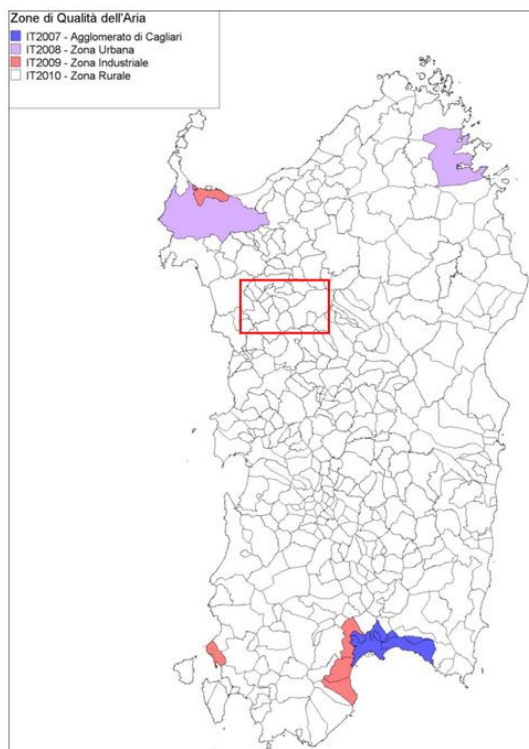 Zone di Qualità dell'Aria
IT2007 - Agglomerato di Cagliari
IT2008 - Zona Urbana
IT2009 - Zona Industriale
IT2010 - Zona Rurale